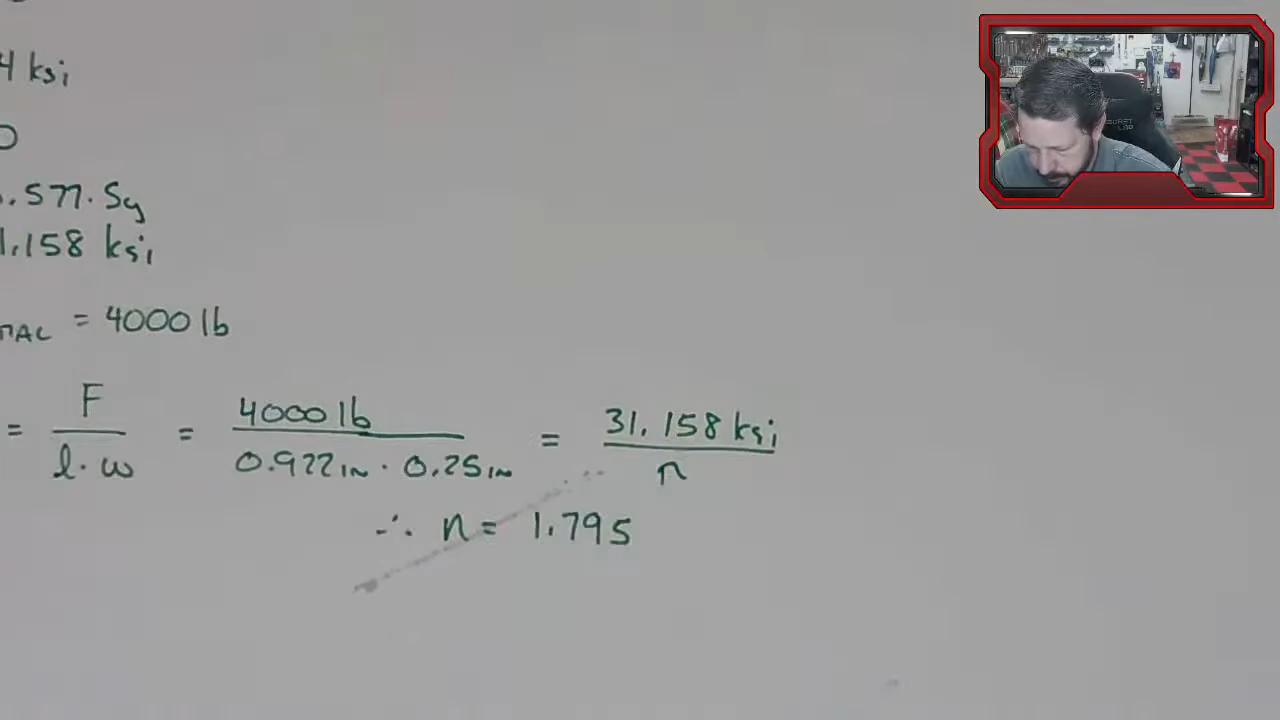 4 ksi
0
.577·Sy
1.158 ksi
= 4000 lb
= F / l·w = 4000 lb / 0.922 in · 0.25 in = 31.158 ksi / n
∴ n = 1.795